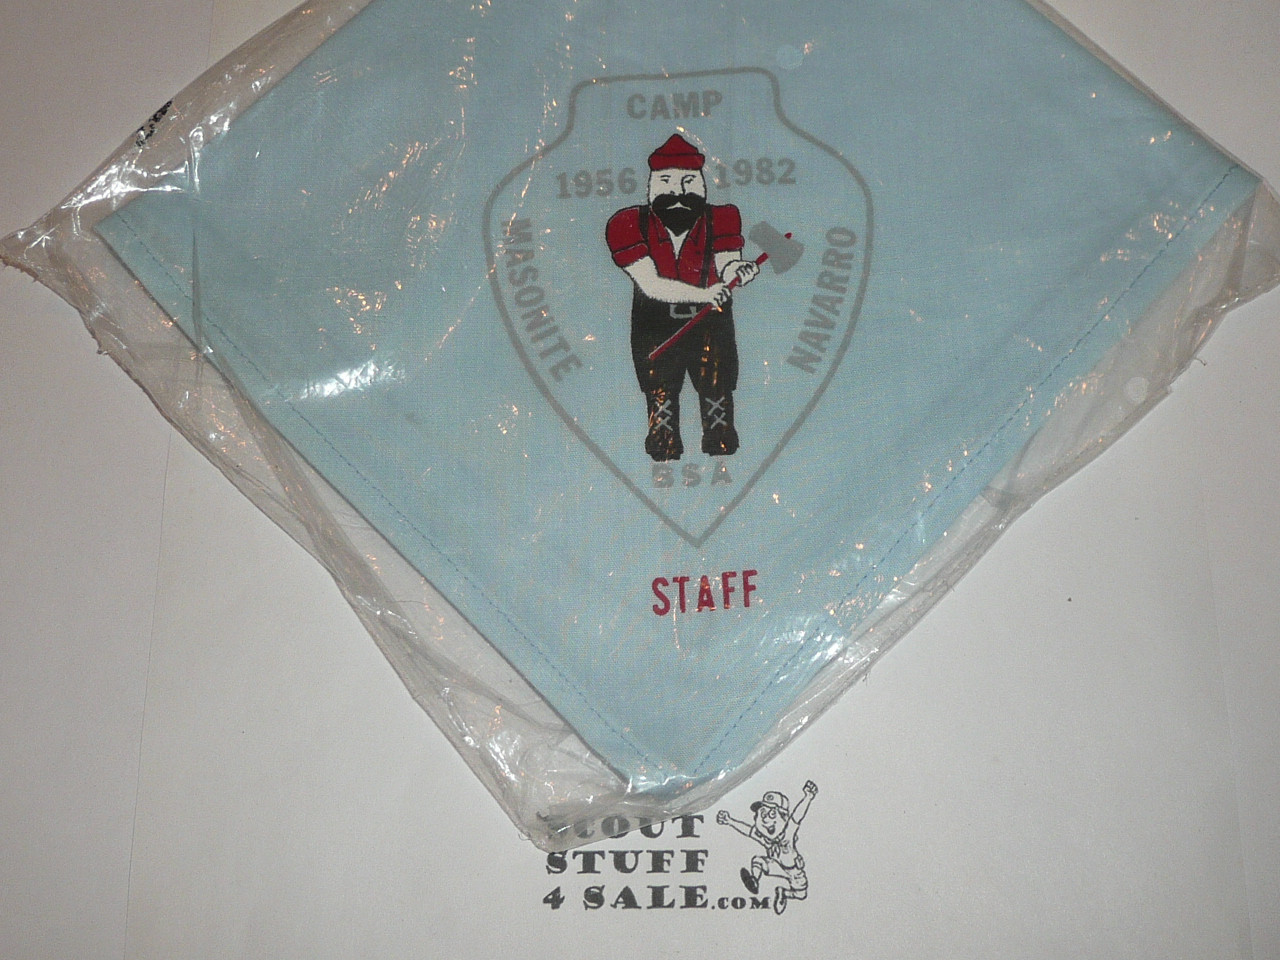 CAMP
1956 1982
MASONITE
NAVARRO
BSA
STAFF
SCOUT
STUFF
4 SALE.COM